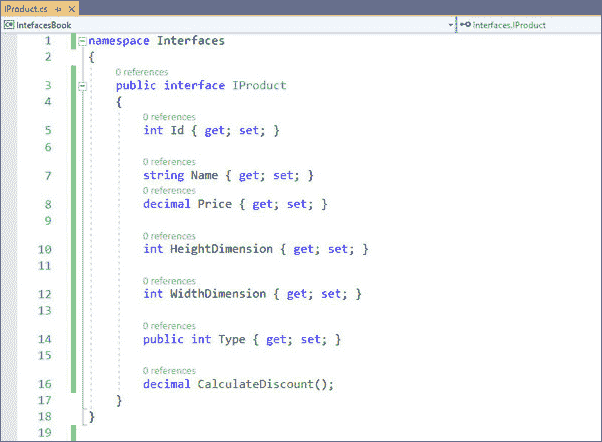 IProduct.cs
IntefacesBook Interfaces.IProduct
1 namespace Interfaces
2 {
0 references
3 public interface IProduct
4 {
0 references
5 int Id { get; set; }
6
0 references
7 string Name { get; set; }
0 references
8 decimal Price { get; set; }
9
0 references
10 int HeightDimension { get; set; }
11
0 references
12 int WidthDimension { get; set; }
13
0 references
14 public int Type { get; set; }
15
0 references
16 decimal CalculateDiscount();
17 }
18 }
19